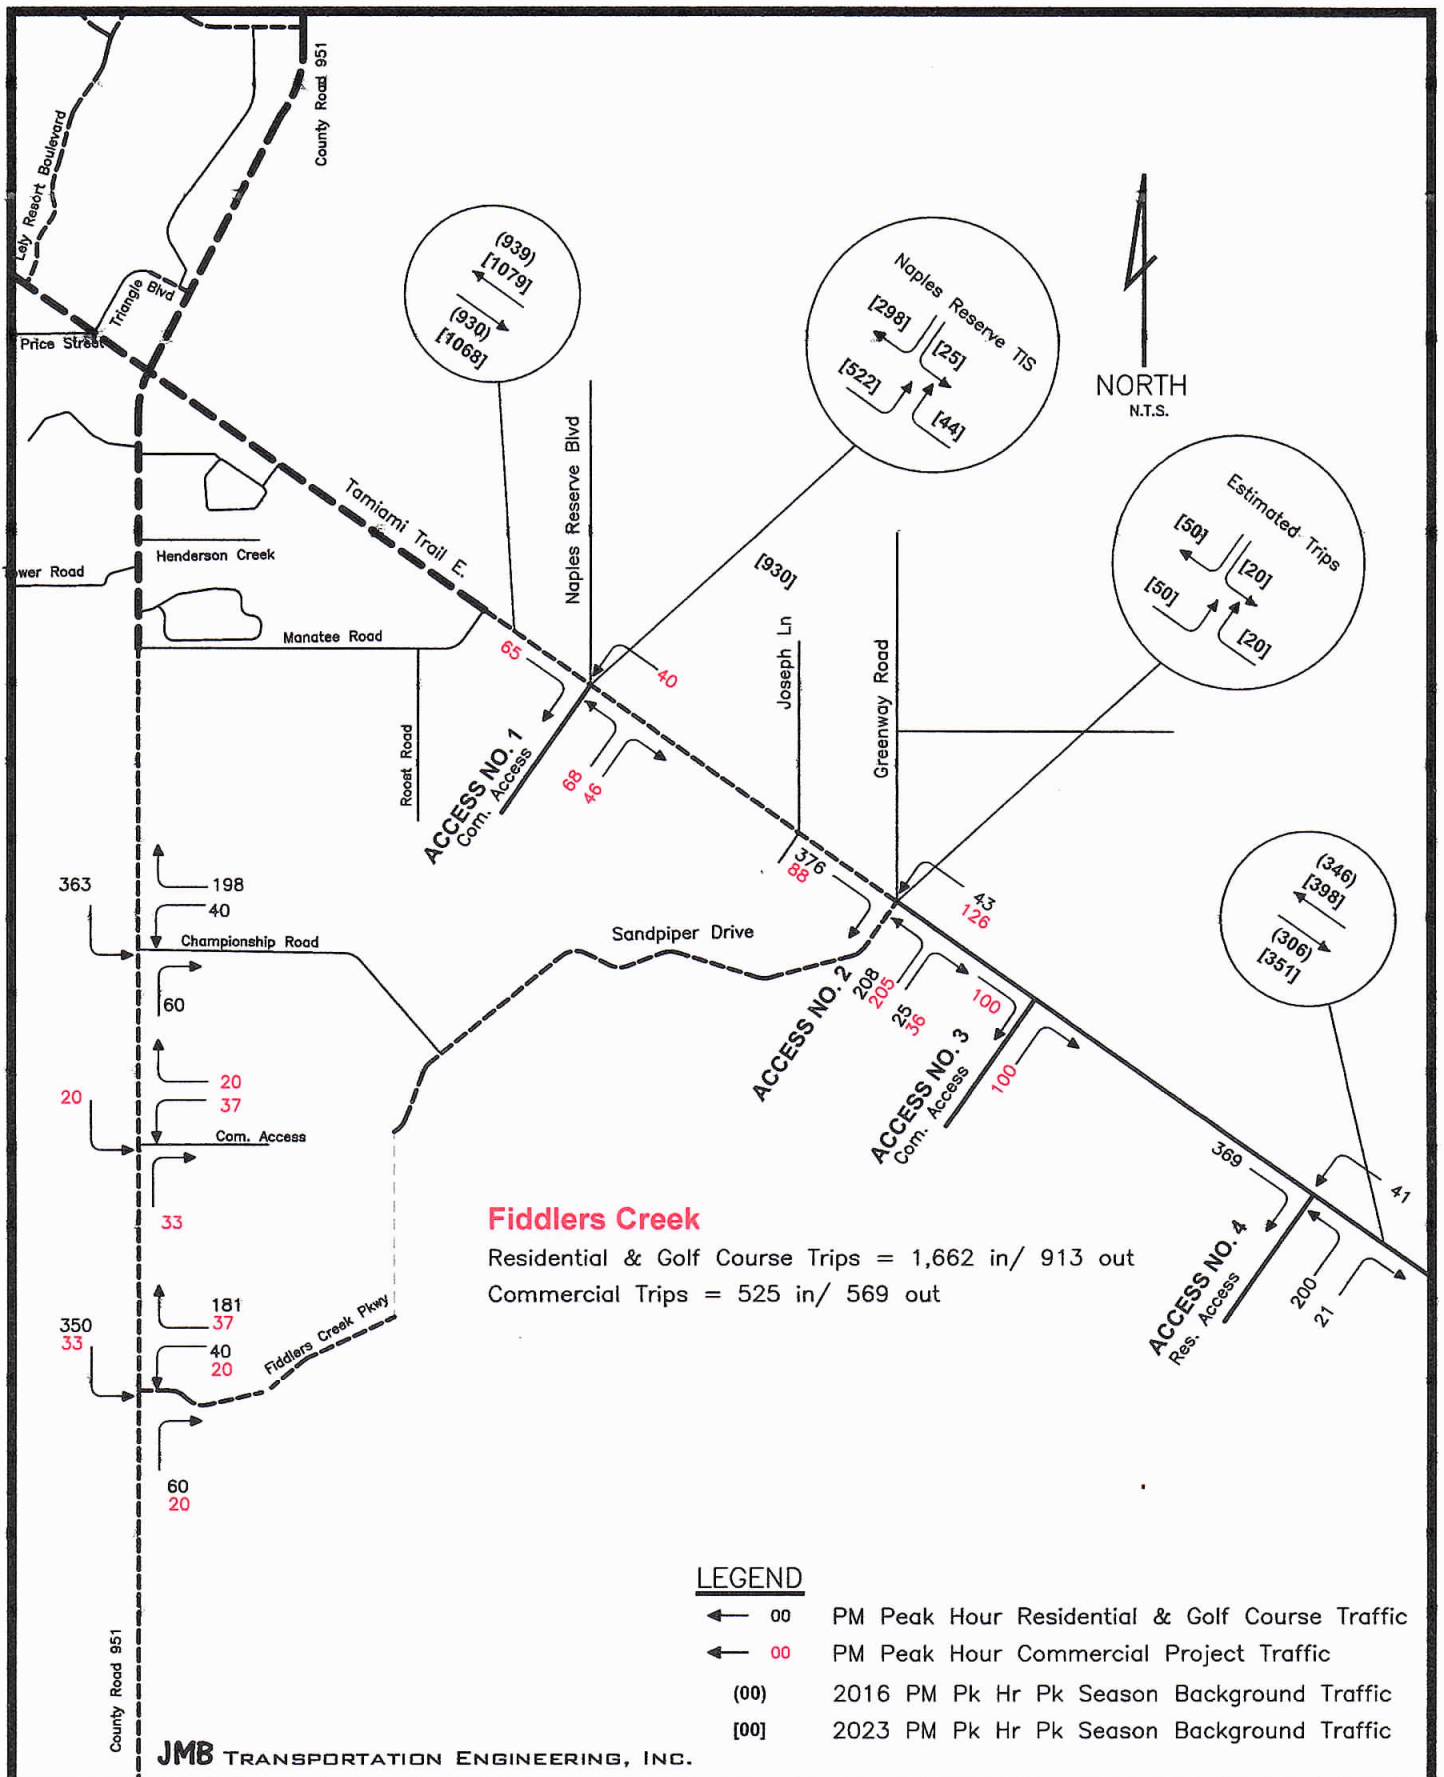 County Road 951
Lely Resort Boulevard
Triangle Blvd
Price Street
(939)
[1079]
(930)
[1068]
Naples Reserve TIS
[298]
[25]
[522]
[44]
NORTH
N.T.S.
Estimated Trips
[50]
[20]
[50]
[20]
Tamiami Trail E.
Naples Reserve Blvd
[930]
Henderson Creek
ower Road
Manatee Road
65
40
Joseph Ln
Greenway Road
Roost Road
ACCESS NO. 1
Com. Access
68
46
376
88
43
126
(346)
[398]
(306)
[351]
363
198
40
Championship Road
60
Sandpiper Drive
ACCESS NO. 2
208
205
25
36
100
ACCESS NO. 3
Com. Access
100
20
20
37
Com. Access
33
369
41
ACCESS NO. 4
Res. Access
200
21
Fiddlers Creek
Residential & Golf Course Trips = 1,662 in/ 913 out
Commercial Trips = 525 in/ 569 out
350
33
181
37
40
20
Fiddlers Creek Pkwy
60
20
LEGEND
00 PM Peak Hour Residential & Golf Course Traffic
00 PM Peak Hour Commercial Project Traffic
(00) 2016 PM Pk Hr Pk Season Background Traffic
[00] 2023 PM Pk Hr Pk Season Background Traffic
County Road 951
JMB TRANSPORTATION ENGINEERING, INC.